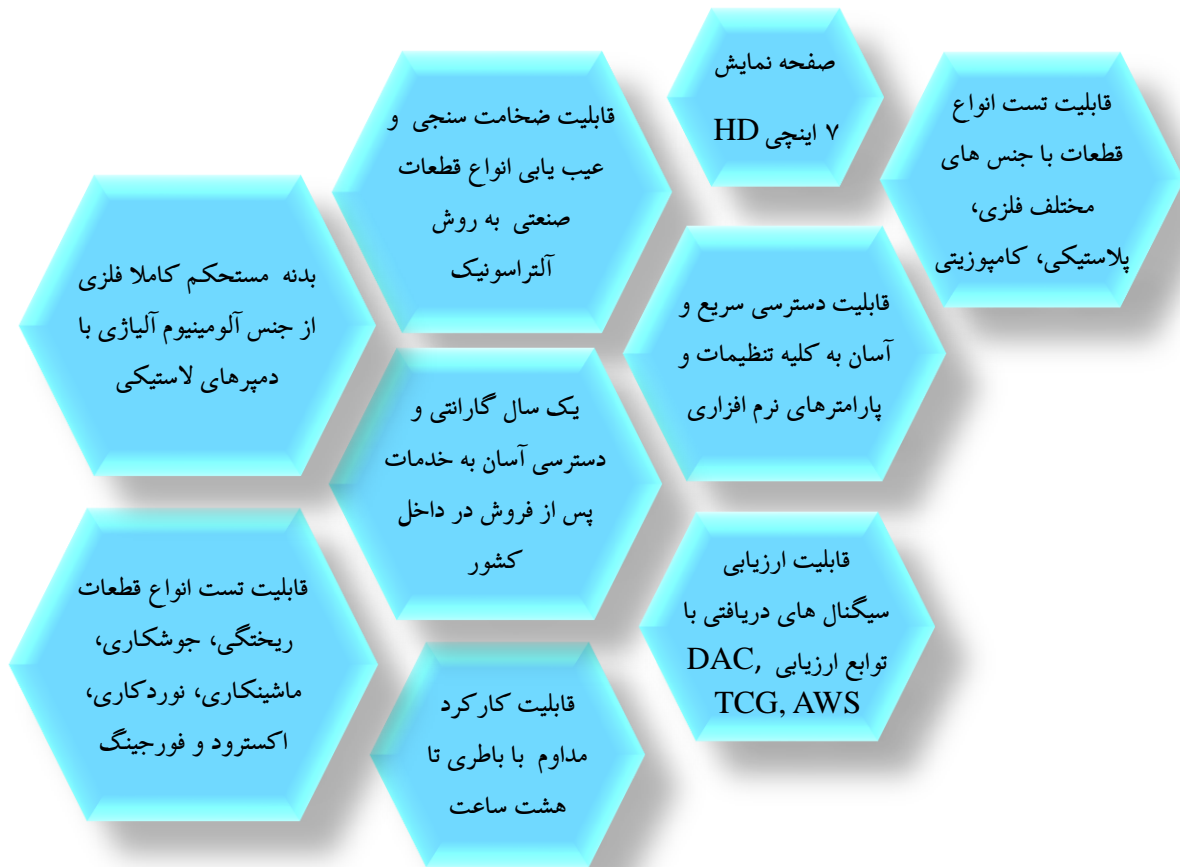 صفحه نمایش
۷ اینچی HD
قابلیت تست انواع
قطعات با جنس های
مختلف فلزی،
پلاستیکی، کامپوزیتی
قابلیت ضخامت سنجی و
عیب یابی انواع قطعات
صنعتی به روش
آلتراسونیک
بدنه مستحکم کاملا فلزی
از جنس آلومینیوم آلیاژی با
دمپرهای لاستیکی
قابلیت دسترسی سریع و
آسان به کلیه تنظیمات و
پارامترهای نرم افزاری
یک سال گارانتی و
دسترسی آسان به خدمات
پس از فروش در داخل
کشور
قابلیت ارزیابی
سیگنال های دریافتی با
توابع ارزیابی DAC,
TCG, AWS
قابلیت تست انواع قطعات
ریختگی، جوشکاری،
ماشینکاری، نوردکاری،
اکسترود و فورجینگ
قابلیت کارکرد
مداوم با باطری تا
هشت ساعت